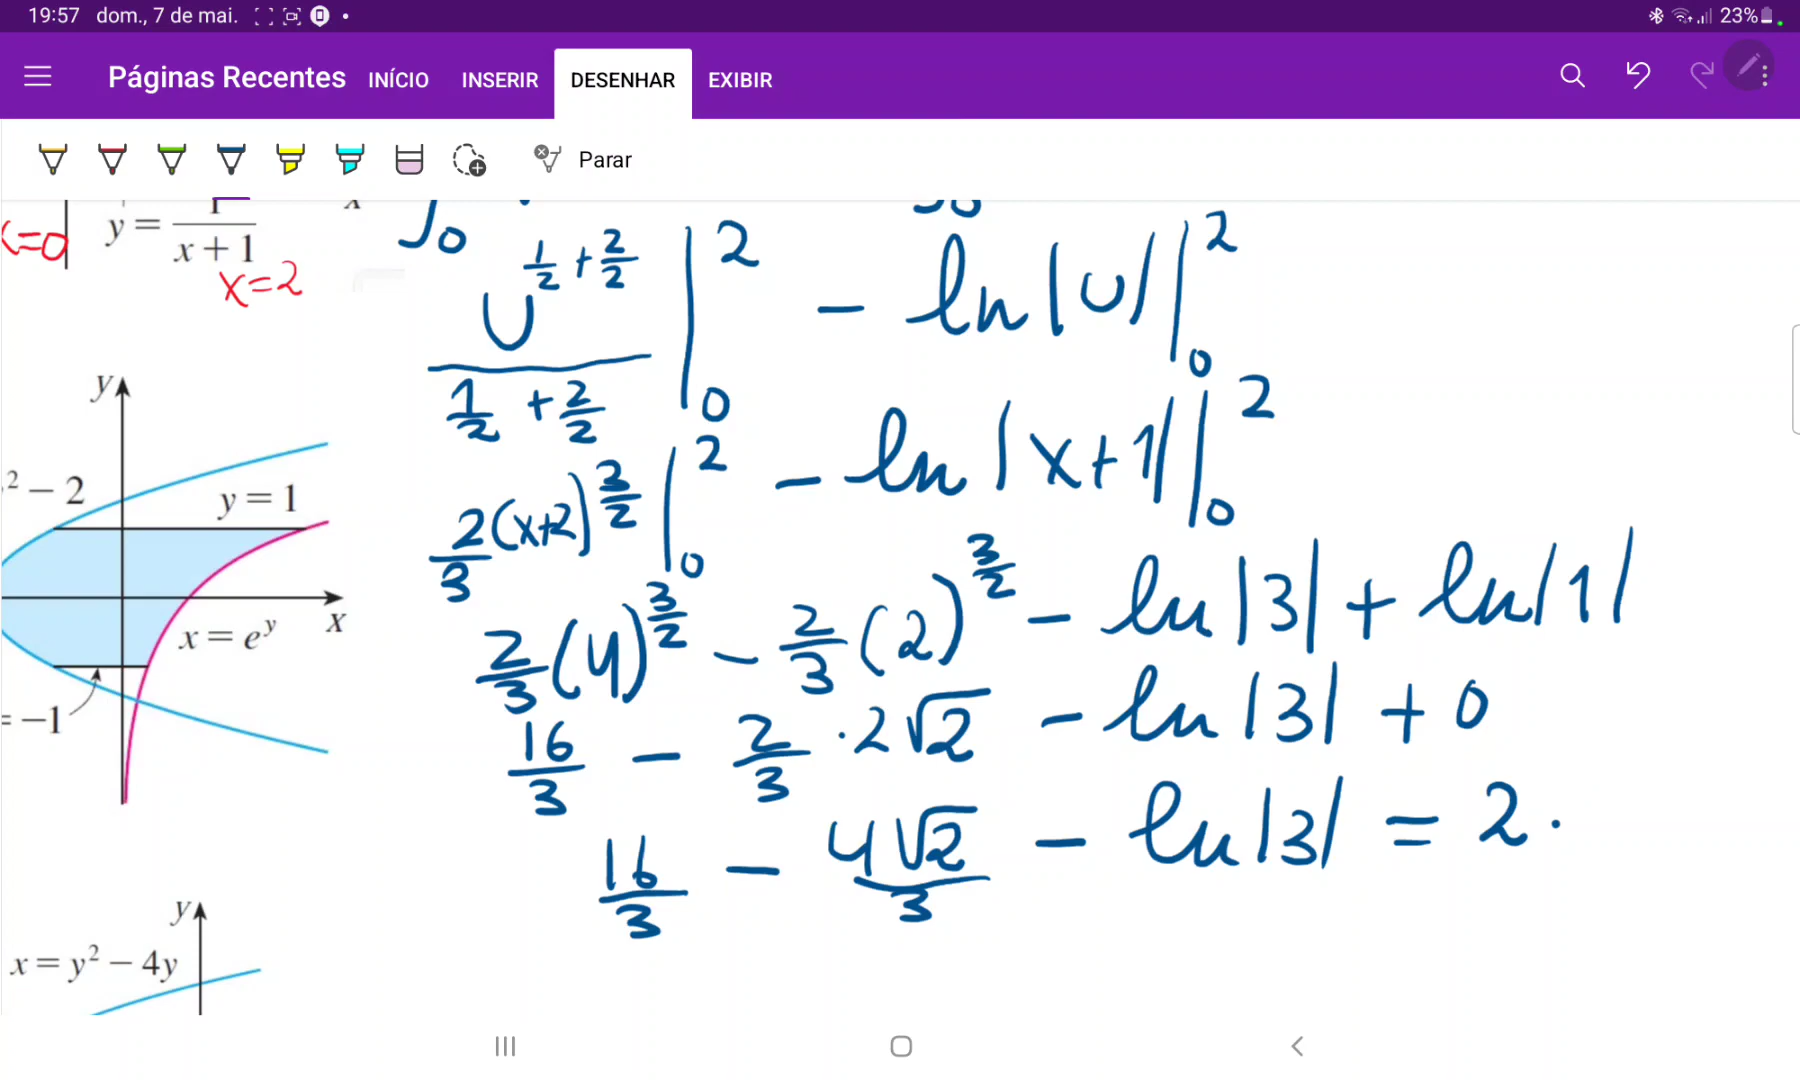 19:57 dom., 7 de mai. 23%
Páginas Recentes INÍCIO INSERIR DESENHAR EXIBIR
Parar
x=0 y = 1/(x+1)
x=2
U^(1/2 + 2/2) / (1/2 + 2/2) |₀² − ln|U| |₀²
2/3 (x+2)^(3/2) |₀² − ln|x+1| |₀²
2/3 (4)^(3/2) − 2/3 (2)^(3/2) − ln|3| + ln|1|
16/3 − 2/3 · 2√2 − ln|3| + 0
16/3 − 4√2/3 − ln|3| = 2.
y
² − 2
y = 1
x = e^y
x
= −1
y
x = y² − 4y